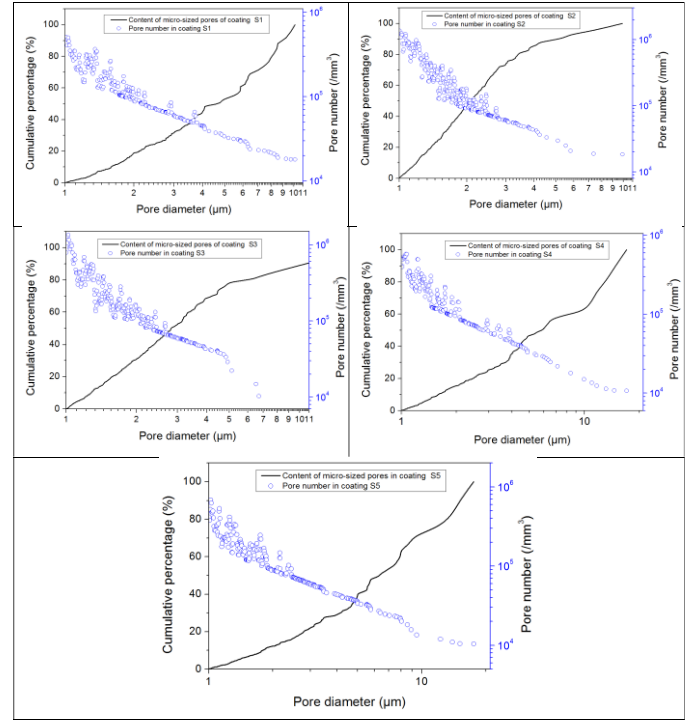 Content of micro-sized pores of coating S1
Pore number in coating S1
Cumulative percentage (%)
100
80
60
40
20
0
1 2 3 4 5 6 7 8 9 1011
Pore diameter (µm)
10^6
10^5
10^4
Pore number (/mm³)
Content of micro-sized pores of coating S2
Pore number in coating S2
Cumulative percentage (%)
100
80
60
40
20
0
1 2 3 4 5 6 7 8 9 1011
Pore diameter (µm)
10^6
10^5
10^4
Pore number (/mm³)
Content of micro-sized pores of coating S3
Pore number in coating S3
Cumulative percentage (%)
100
80
60
40
20
0
1 2 3 4 5 6 7 8 9 1011
Pore diameter (µm)
10^6
10^5
10^4
Pore number (/mm³)
Content of micro-sized pores of coating S4
Pore number in coating S4
Cumulative percentage (%)
100
80
60
40
20
0
1 10
Pore diameter (µm)
10^6
10^5
10^4
Pore number (/mm³)
Content of micro-sized pores in coating S5
Pore number in coating S5
Cumulative percentage (%)
100
80
60
40
20
0
1 10
Pore diameter (µm)
10^6
10^5
10^4
Pore number (/mm³)